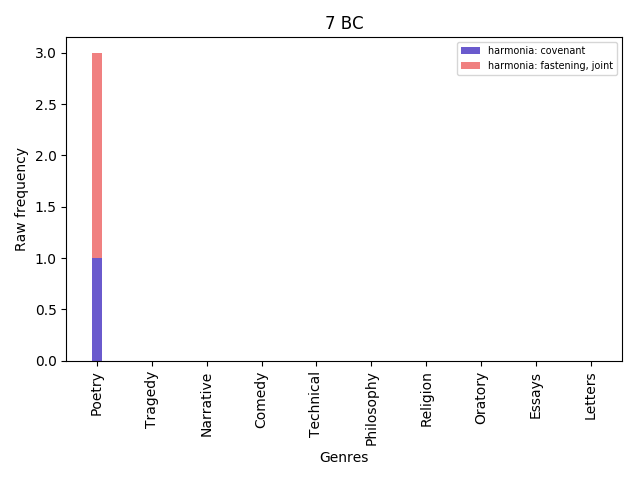 7 BC
harmonia: covenant
harmonia: fastening, joint
Raw frequency
3.0
2.5
2.0
1.5
1.0
0.5
0.0
Poetry
Tragedy
Narrative
Comedy
Technical
Philosophy
Religion
Oratory
Essays
Letters
Genres